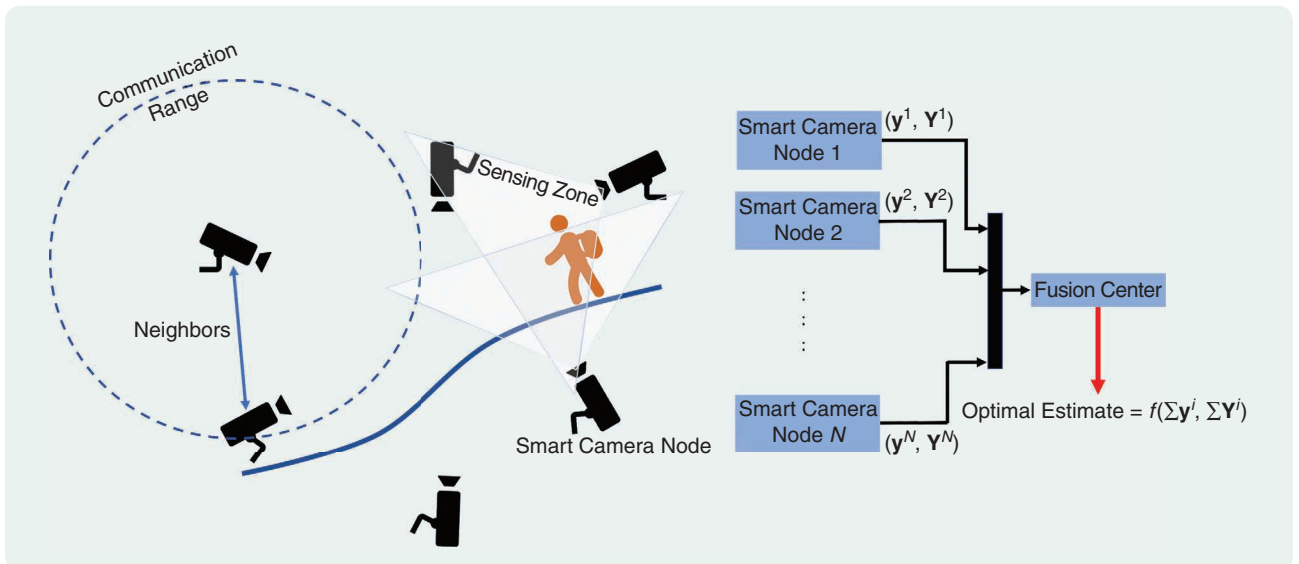 Communication
Range
Sensing Zone
Neighbors
Smart Camera Node
Smart Camera
Node 1
(y¹, Y¹)
Smart Camera
Node 2
(y², Y²)
Smart Camera
Node N
(yᴺ, Yᴺ)
Fusion Center
Optimal Estimate = f(∑yⁱ, ∑Yⁱ)